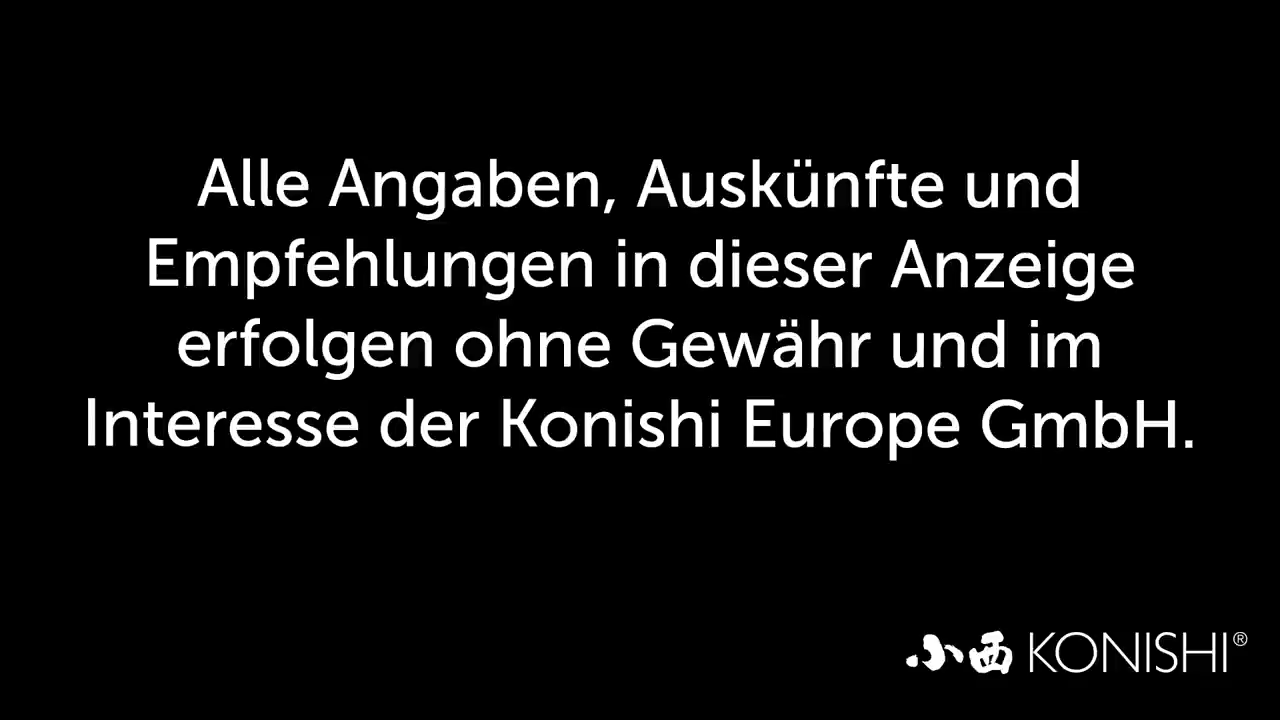 Alle Angaben, Auskünfte und
Empfehlungen in dieser Anzeige
erfolgen ohne Gewähr und im
Interesse der Konishi Europe GmbH.
小西 KONISHI®